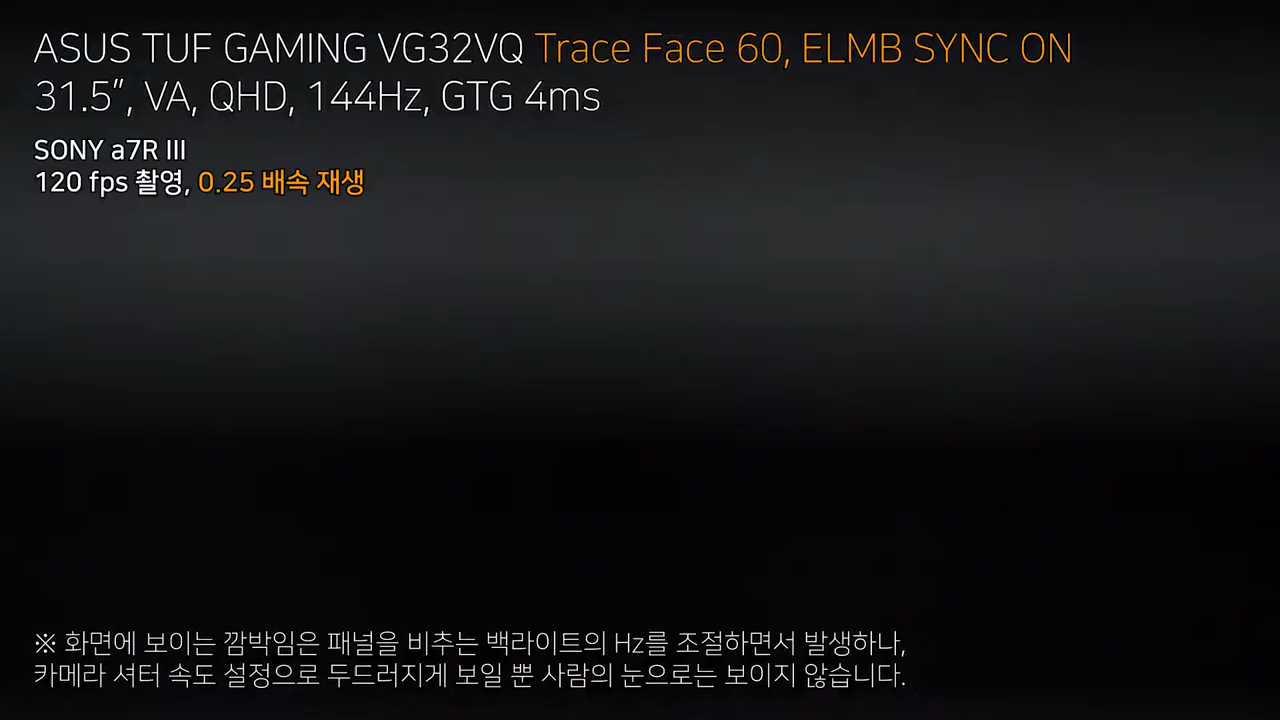 ASUS TUF GAMING VG32VQ Trace Face 60, ELMB SYNC ON
31.5”, VA, QHD, 144Hz, GTG 4ms
SONY a7R III
120 fps 촬영, 0.25 배속 재생
※ 화면에 보이는 깜박임은 패널을 비추는 백라이트의 Hz를 조절하면서 발생하나,
카메라 셔터 속도 설정으로 두드러지게 보일 뿐 사람의 눈으로는 보이지 않습니다.